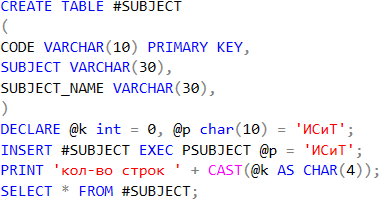 CREATE TABLE #SUBJECT
(
CODE VARCHAR(10) PRIMARY KEY,
SUBJECT VARCHAR(30),
SUBJECT_NAME VARCHAR(30),
)
DECLARE @k int = 0, @p char(10) = 'ИСиТ';
INSERT #SUBJECT EXEC PSUBJECT @p = 'ИСиТ';
PRINT 'кол-во строк ' + CAST(@k AS CHAR(4));
SELECT * FROM #SUBJECT;